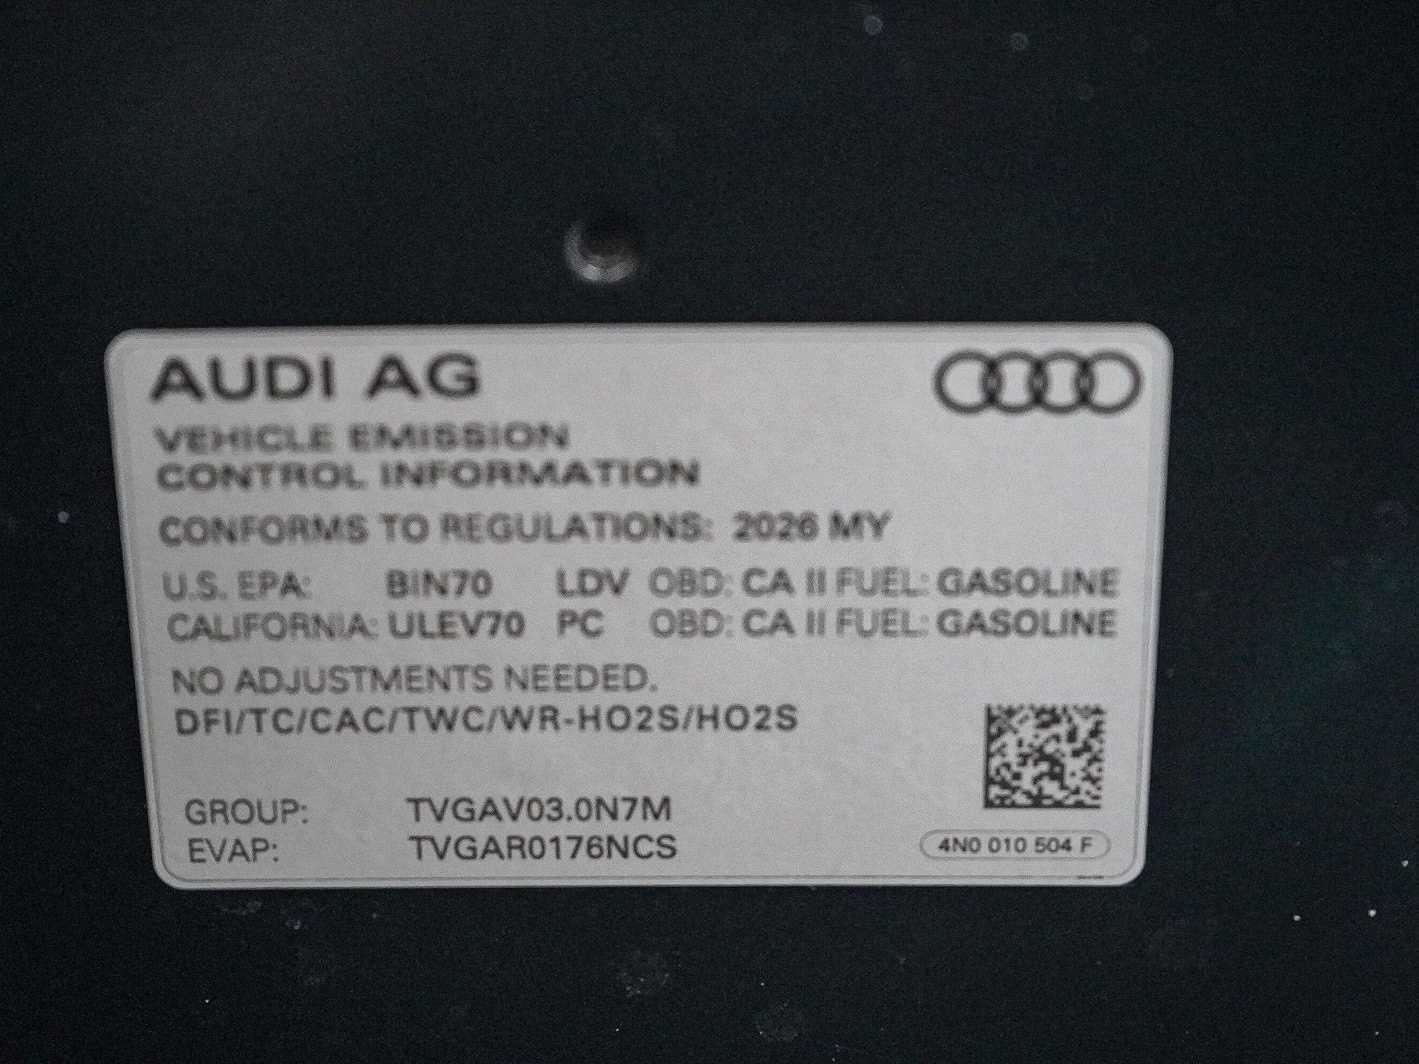 AUDI AG
VEHICLE EMISSION
CONTROL INFORMATION
CONFORMS TO REGULATIONS: 2026 MY
U.S. EPA: BIN70 LDV OBD: CA II FUEL: GASOLINE
CALIFORNIA: ULEV70 PC OBD: CA II FUEL: GASOLINE
NO ADJUSTMENTS NEEDED.
DFI/TC/CAC/TWC/WR-HO2S/HO2S
GROUP: TVGAV03.0N7M
EVAP: TVGAR0176NCS
4N0 010 504 F